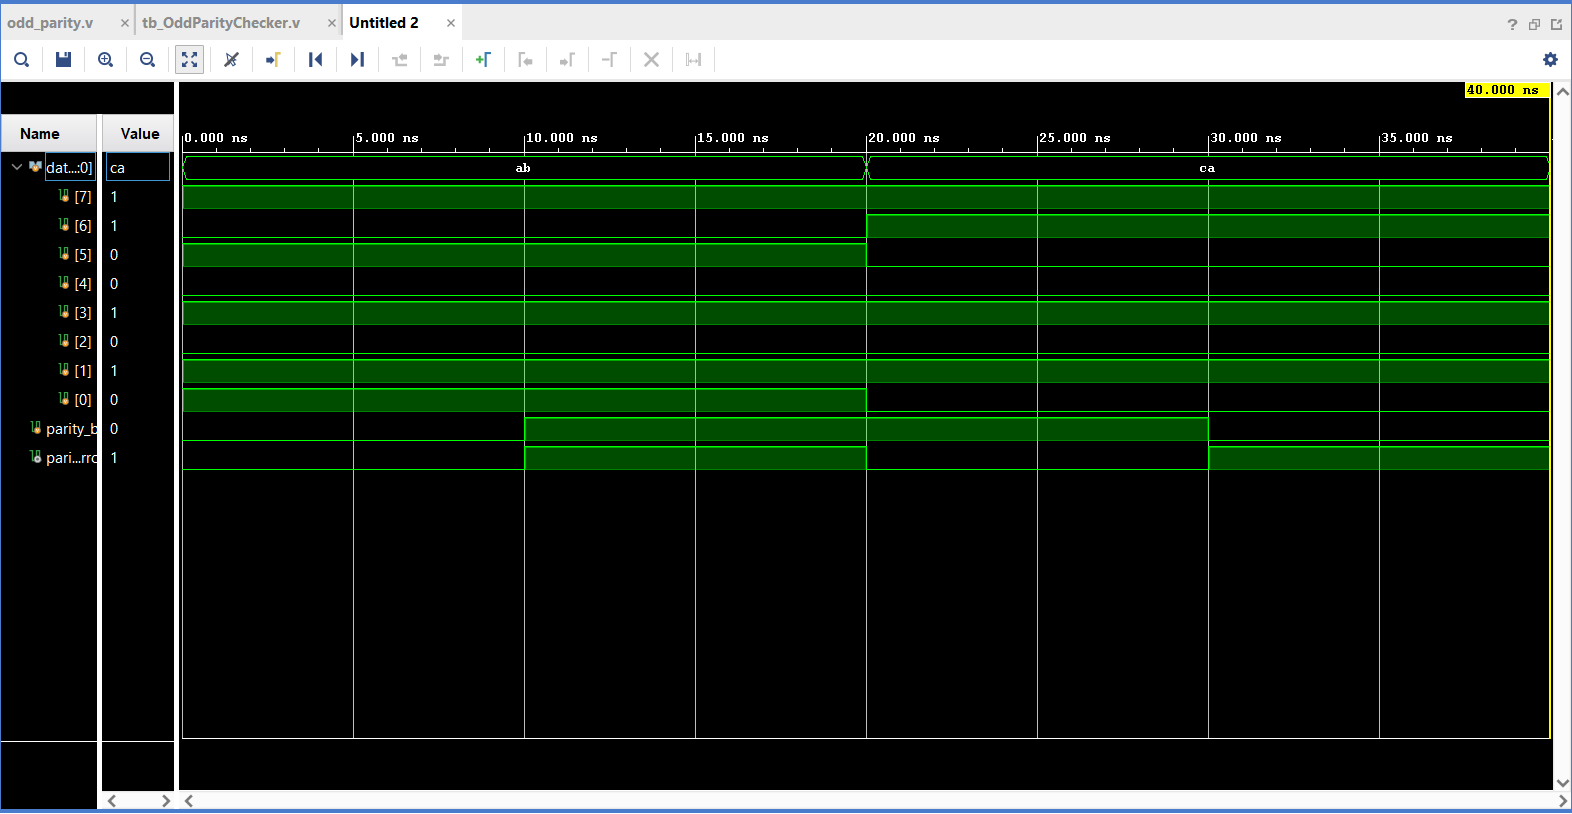 odd_parity.v × tb_OddParityChecker.v × Untitled 2 × ?
40.000 ns
Name Value 0.000 ns 5.000 ns 10.000 ns 15.000 ns 20.000 ns 25.000 ns 30.000 ns 35.000 ns
dat...:0] ca ab ca
[7] 1
[6] 1
[5] 0
[4] 0
[3] 1
[2] 0
[1] 1
[0] 0
parity_b 0
pari...rrc 1